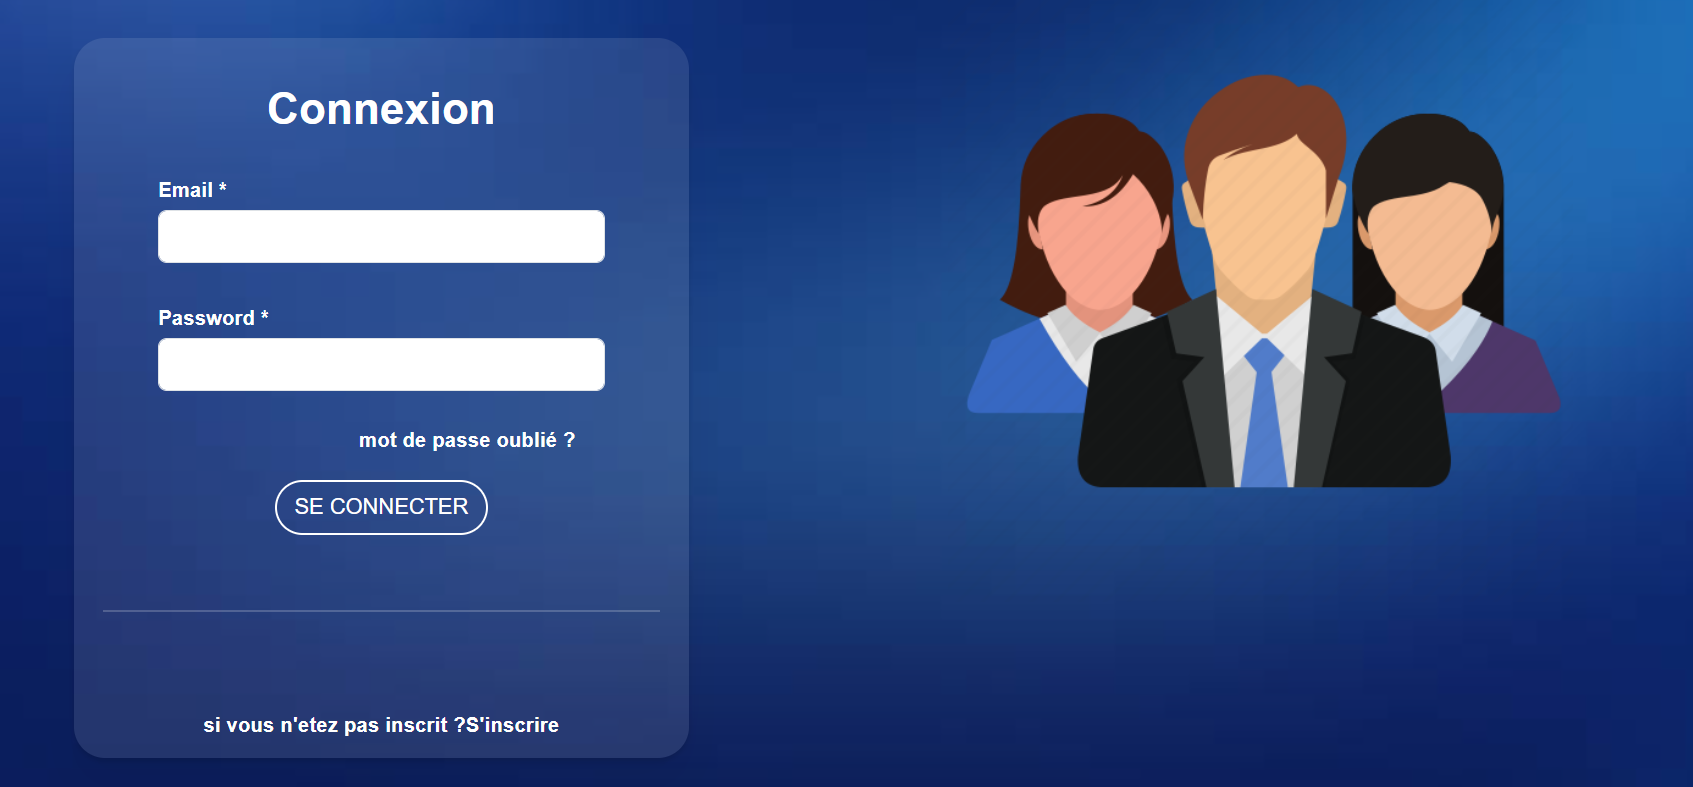 Connexion
Email *
Password *
mot de passe oublié ?
SE CONNECTER
si vous n'etez pas inscrit ?S'inscrire